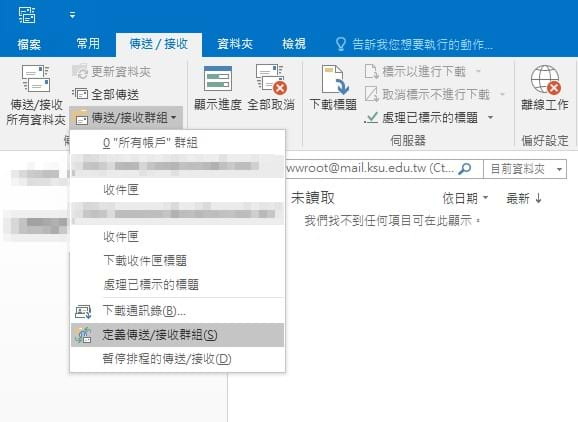 檔案 常用 傳送 / 接收 資料夾 檢視 告訴我您想要執行的動作...
傳送/接收
所有資料夾
更新資料夾
全部傳送
傳送/接收群組
顯示進度
全部取消
下載標題
標示以進行下載
取消標示不進行下載
處理已標示的標題
伺服器
離線工作
偏好設定
0 "所有帳戶" 群組
收件匣
收件匣
下載收件匣標題
處理已標示的標題
下載通訊錄(B)...
定義傳送/接收群組(S)
暫停排程的傳送/接收(D)
wwroot@mail.ksu.edu.tw (Ct... 目前資料夾
未讀取 依日期 最新 ↓
我們找不到任何項目可在此顯示。